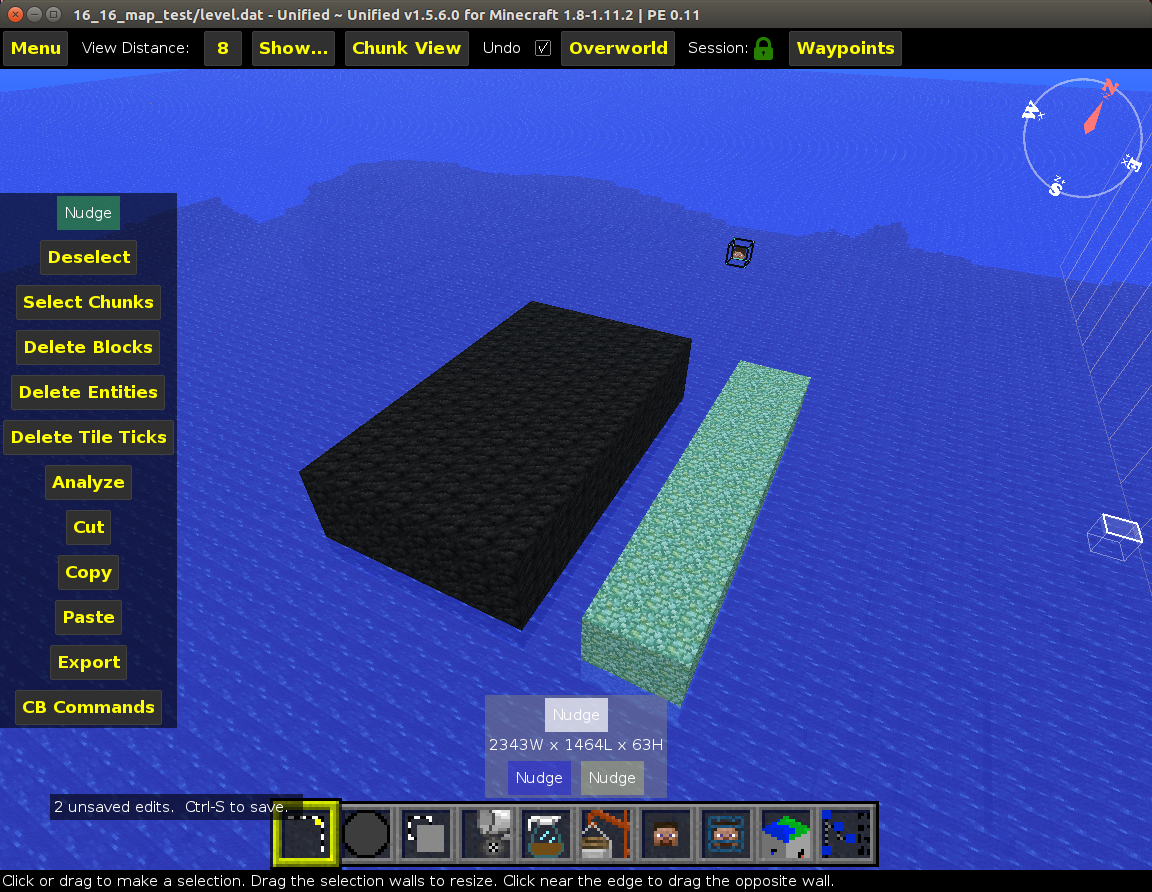 16_16_map_test/level.dat - Unified ~ Unified v1.5.6.0 for Minecraft 1.8-1.11.2 | PE 0.11
Menu View Distance: 8 Show... Chunk View Undo Overworld Session: Waypoints
N
W X
X E
Z
S
Nudge
Deselect
Select Chunks
Delete Blocks
Delete Entities
Delete Tile Ticks
Analyze
Cut
Copy
Paste
Export
CB Commands
Nudge
2343W x 1464L x 63H
Nudge Nudge
2 unsaved edits. Ctrl-S to save.
Click or drag to make a selection. Drag the selection walls to resize. Click near the edge to drag the opposite wall.